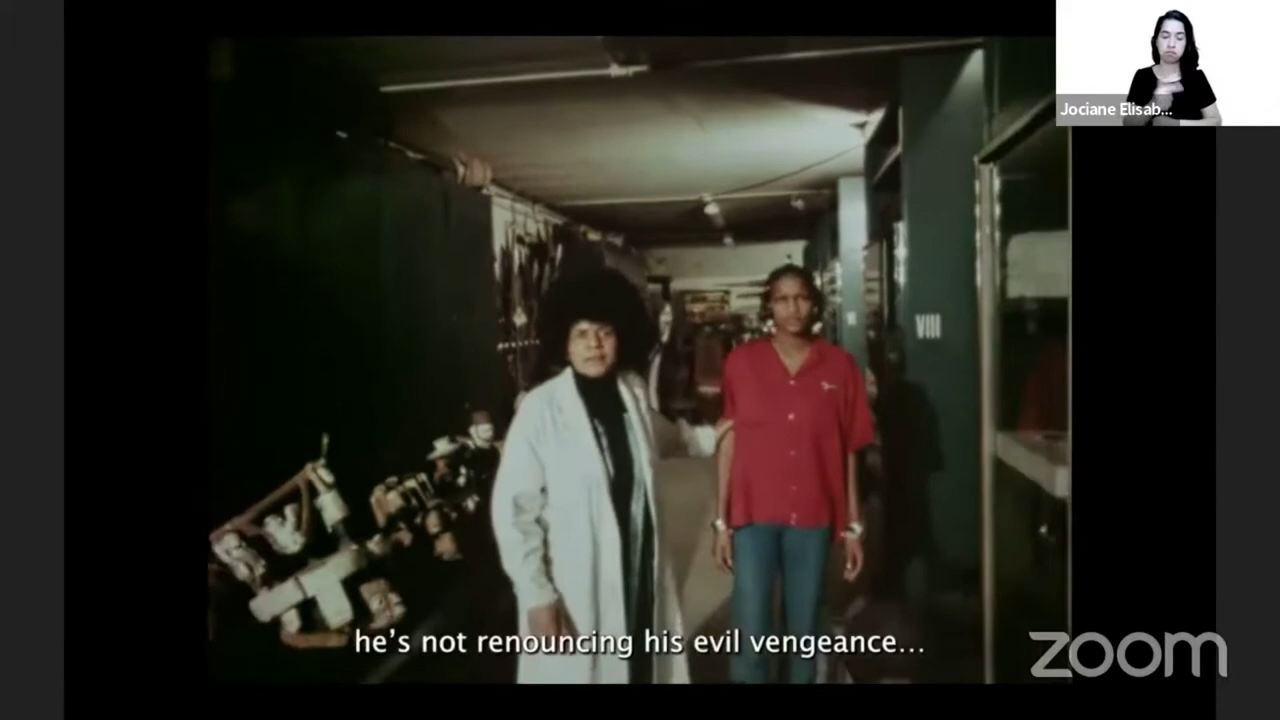 Jociane Elisab...
VIII
he's not renouncing his evil vengeance...
zoom